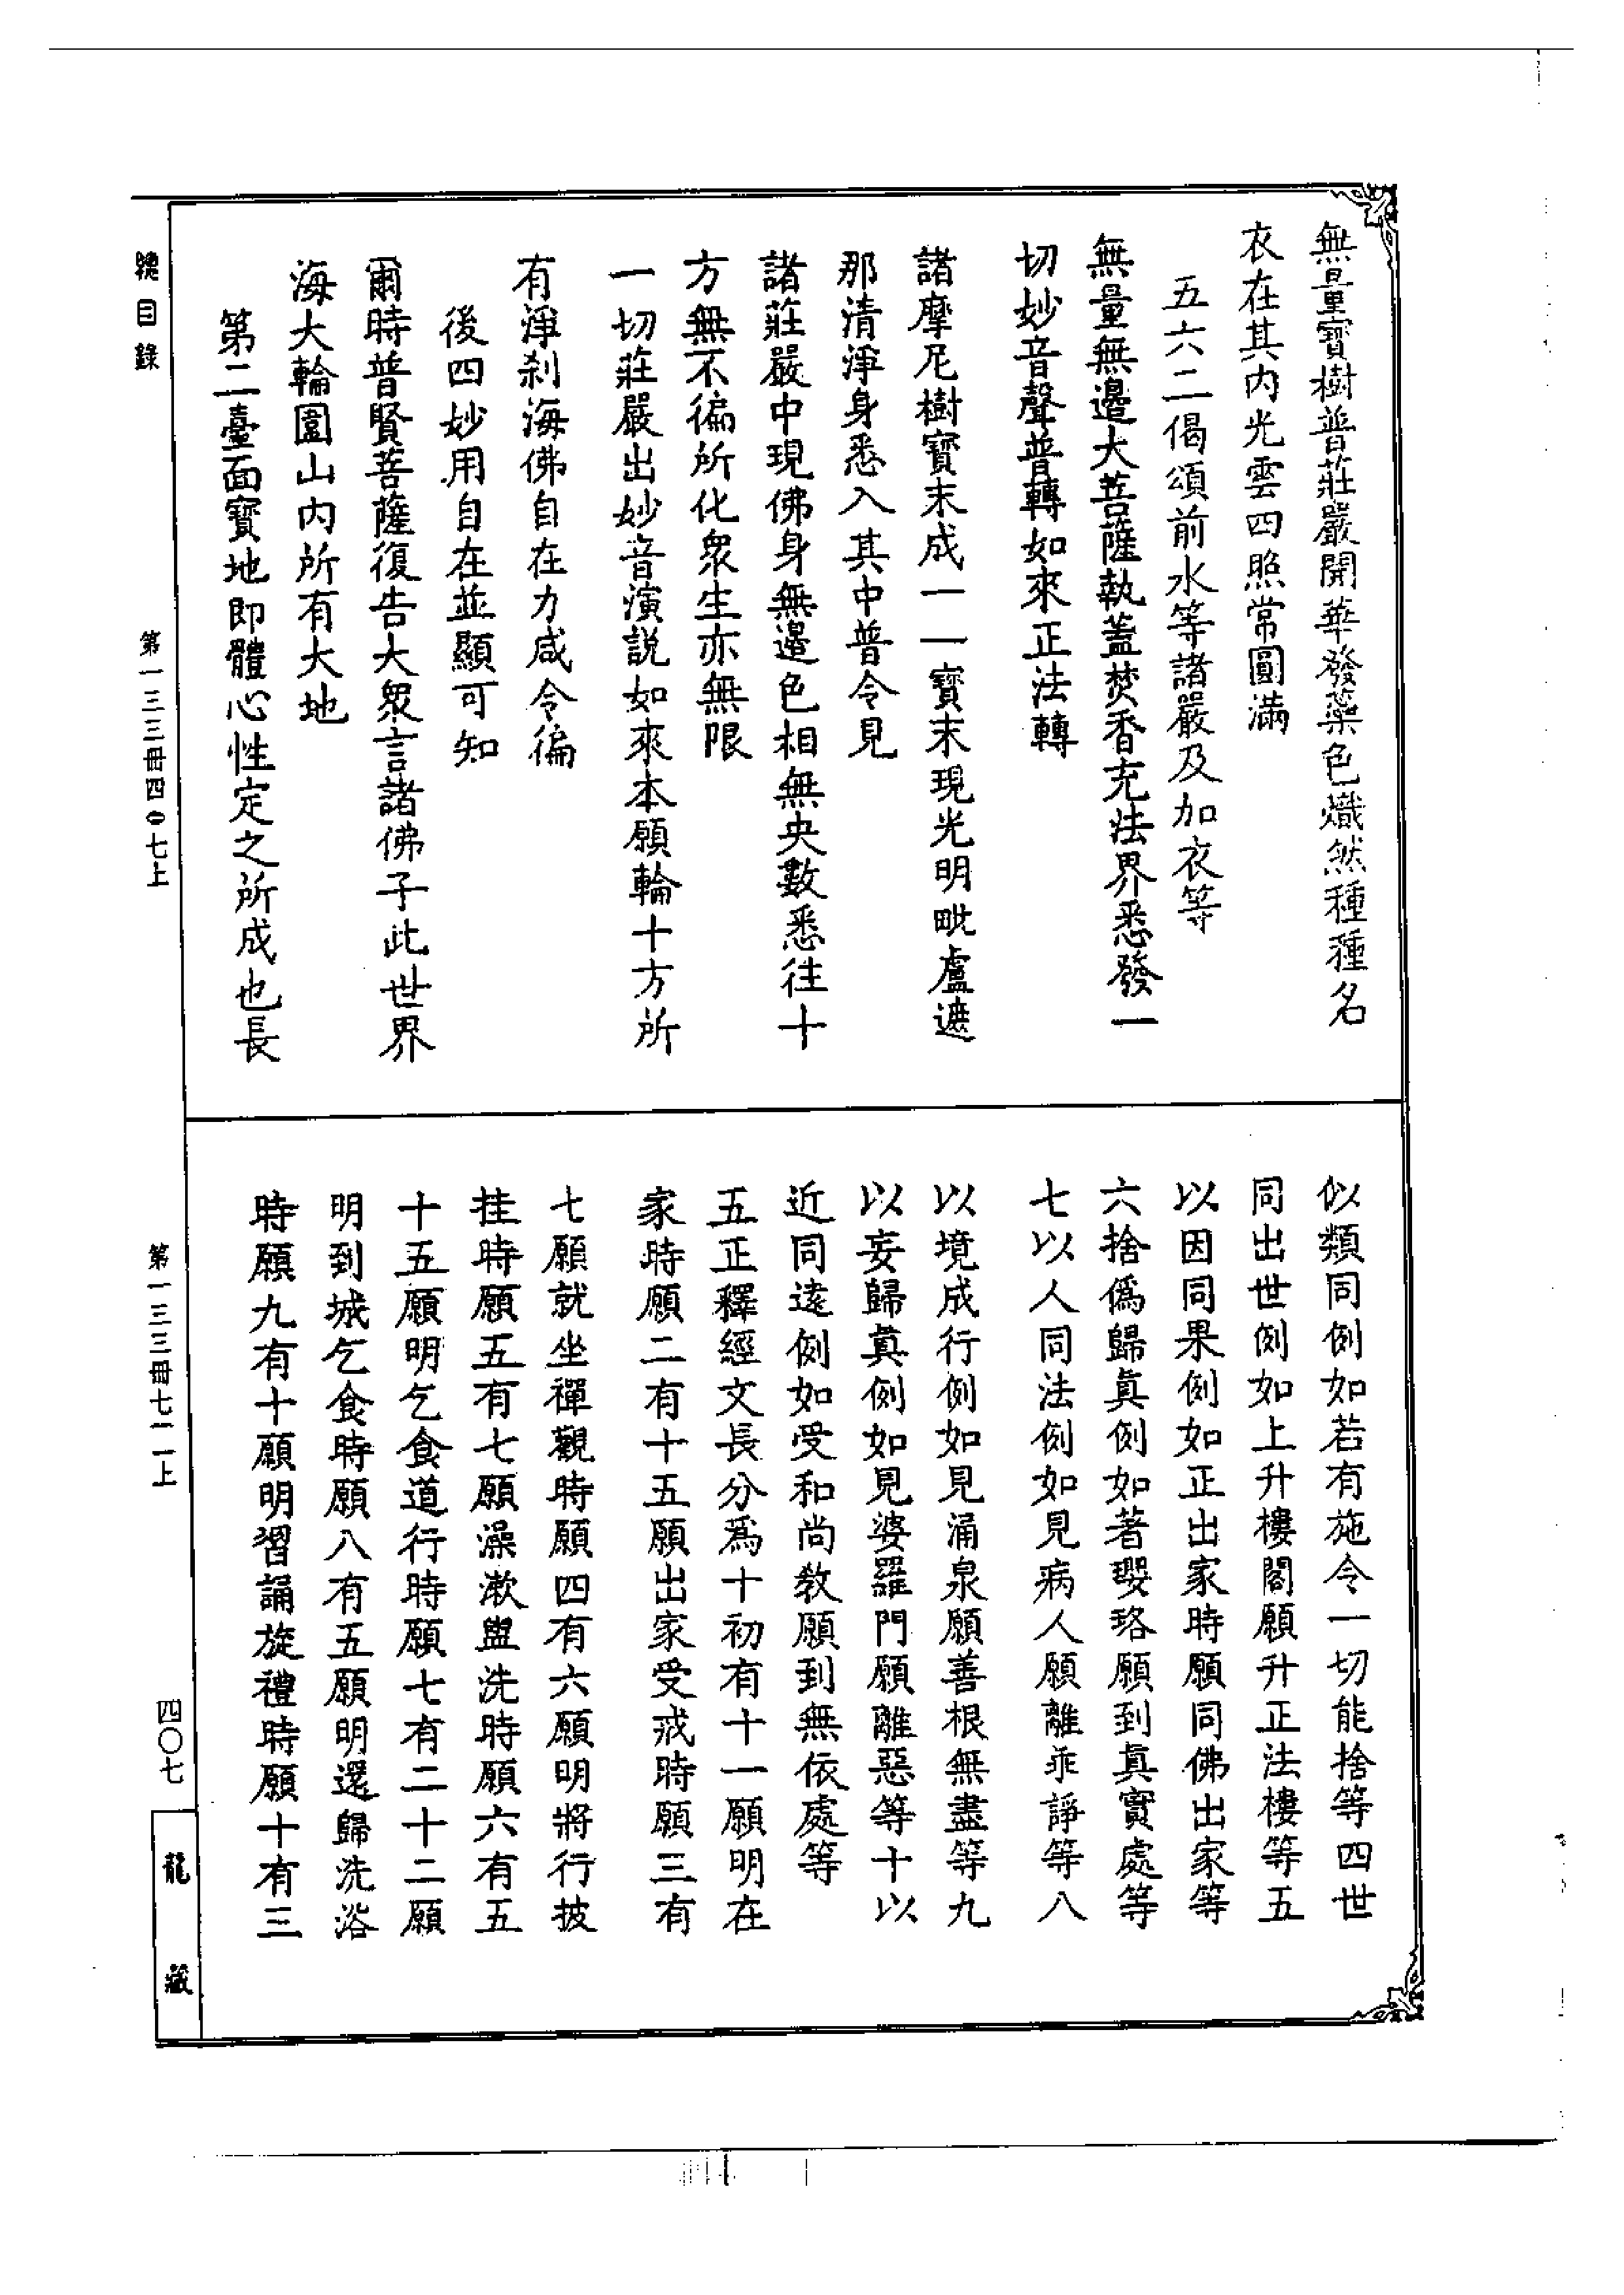 無量寶樹普莊嚴開華發蘂色熾然種種名
衣在其内光雲四照常圓滿
五六二偈頌前水等諸嚴及加衣等
無量無邊大菩薩執蓋焚香充法界悉發一
切妙音聲普轉如來正法轉
諸摩尼樹寶末成一一寶末現光明毗盧遮
那清淨身悉入其中普令見
諸莊嚴中現佛身無邊色相無央數悉往十
方無不徧所化衆生亦無限
一切莊嚴出妙音演説如來本願輪十方所
有淨刹海佛自在力咸令徧
後四妙用自在並顯可知
爾時普賢菩薩復告大衆言諸佛子此世界
海大輪圍山内所有大地
第二臺面寶地即體心性定之所成也長
似類同例如若有施令一切能捨等四世
同出世例如上升樓閣願升正法樓等五
以因同果例如正出家時願同佛出家等
六捨偽歸真例如著瓔珞願到真實處等
七以人同法例如見病人願離乖諍等八
以境成行例如見涌泉願善根無盡等九
以妄歸真例如見婆羅門願離惡等十以
近同遠例如受和尚教願到無依處等
五正釋經文長分爲十初有十一願明在
家時願二有十五願出家受戒時願三有
七願就坐禪觀時願四有六願明將行披
挂時願五有七願澡漱盥洗時願六有五
十五願明乞食道行時願七有二十二願
明到城乞食時願八有五願明還歸洗浴
時願九有十願明習誦旋禮時願十有三
總目錄
第一三三冊四〇七上
第一三三冊七一一上
四〇七
龍藏